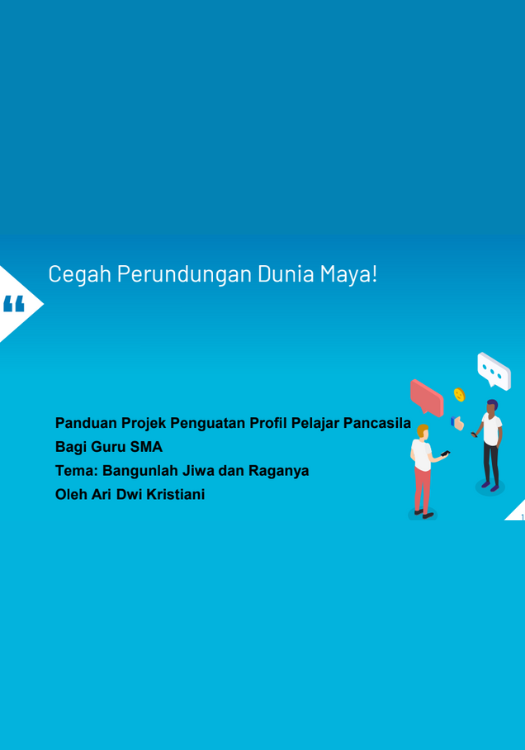 Cegah Perundungan Dunia Maya!
“
Panduan Projek Penguatan Profil Pelajar Pancasila
Bagi Guru SMA
Tema: Bangunlah Jiwa dan Raganya
Oleh Ari Dwi Kristiani
1